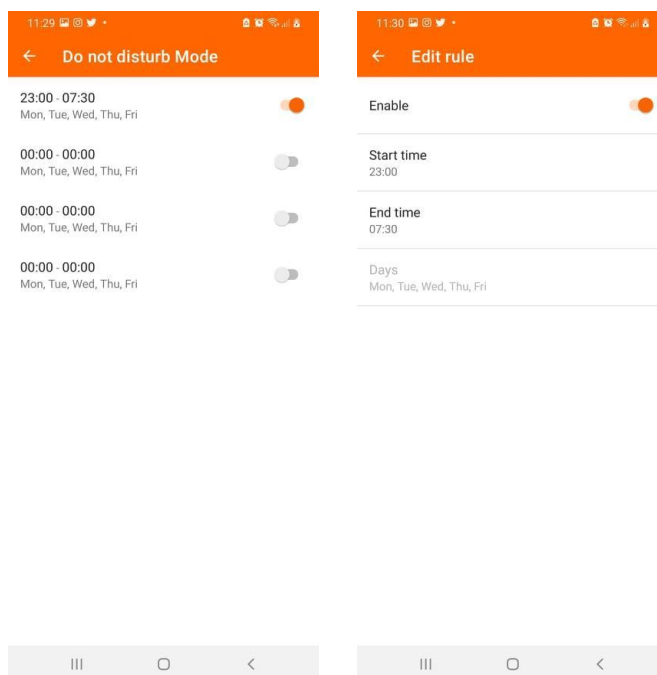 11:29
Do not disturb Mode
23:00 - 07:30
Mon, Tue, Wed, Thu, Fri
00:00 - 00:00
Mon, Tue, Wed, Thu, Fri
00:00 - 00:00
Mon, Tue, Wed, Thu, Fri
00:00 - 00:00
Mon, Tue, Wed, Thu, Fri
11:30
Edit rule
Enable
Start time
23:00
End time
07:30
Days
Mon, Tue, Wed, Thu, Fri